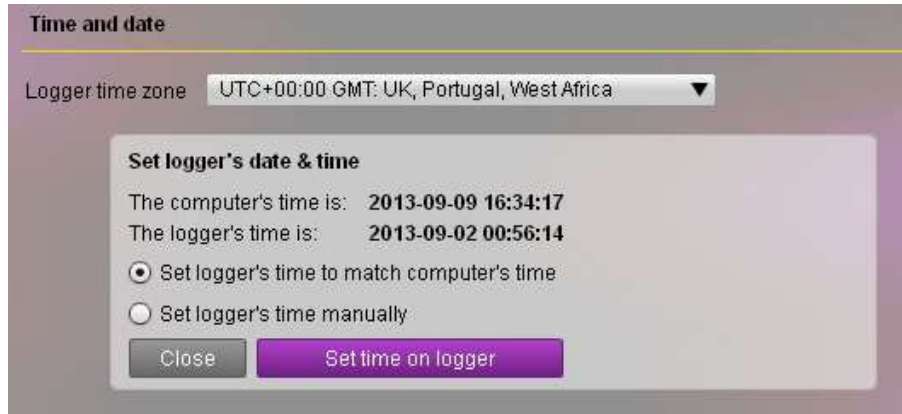 Time and date
Logger time zone UTC+00:00 GMT: UK, Portugal, West Africa
Set logger's date & time
The computer's time is: 2013-09-09 16:34:17
The logger's time is: 2013-09-02 00:56:14
Set logger's time to match computer's time
Set logger's time manually
Close Set time on logger